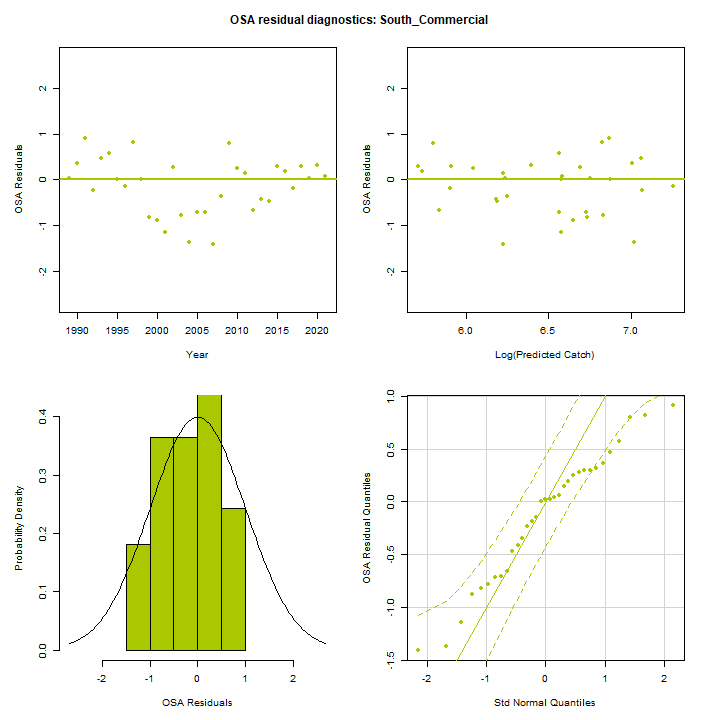 OSA residual diagnostics: South_Commercial
OSA Residuals
2
1
0
-1
-2
1990 1995 2000 2005 2010 2015 2020
Year
OSA Residuals
2
1
0
-1
-2
6.0 6.5 7.0
Log(Predicted Catch)
Probability Density
0.4
0.3
0.2
0.1
0.0
-2 -1 0 1 2
OSA Residuals
OSA Residual Quantiles
1.0
0.5
0.0
-0.5
-1.0
-1.5
-2 -1 0 1 2
Std Normal Quantiles